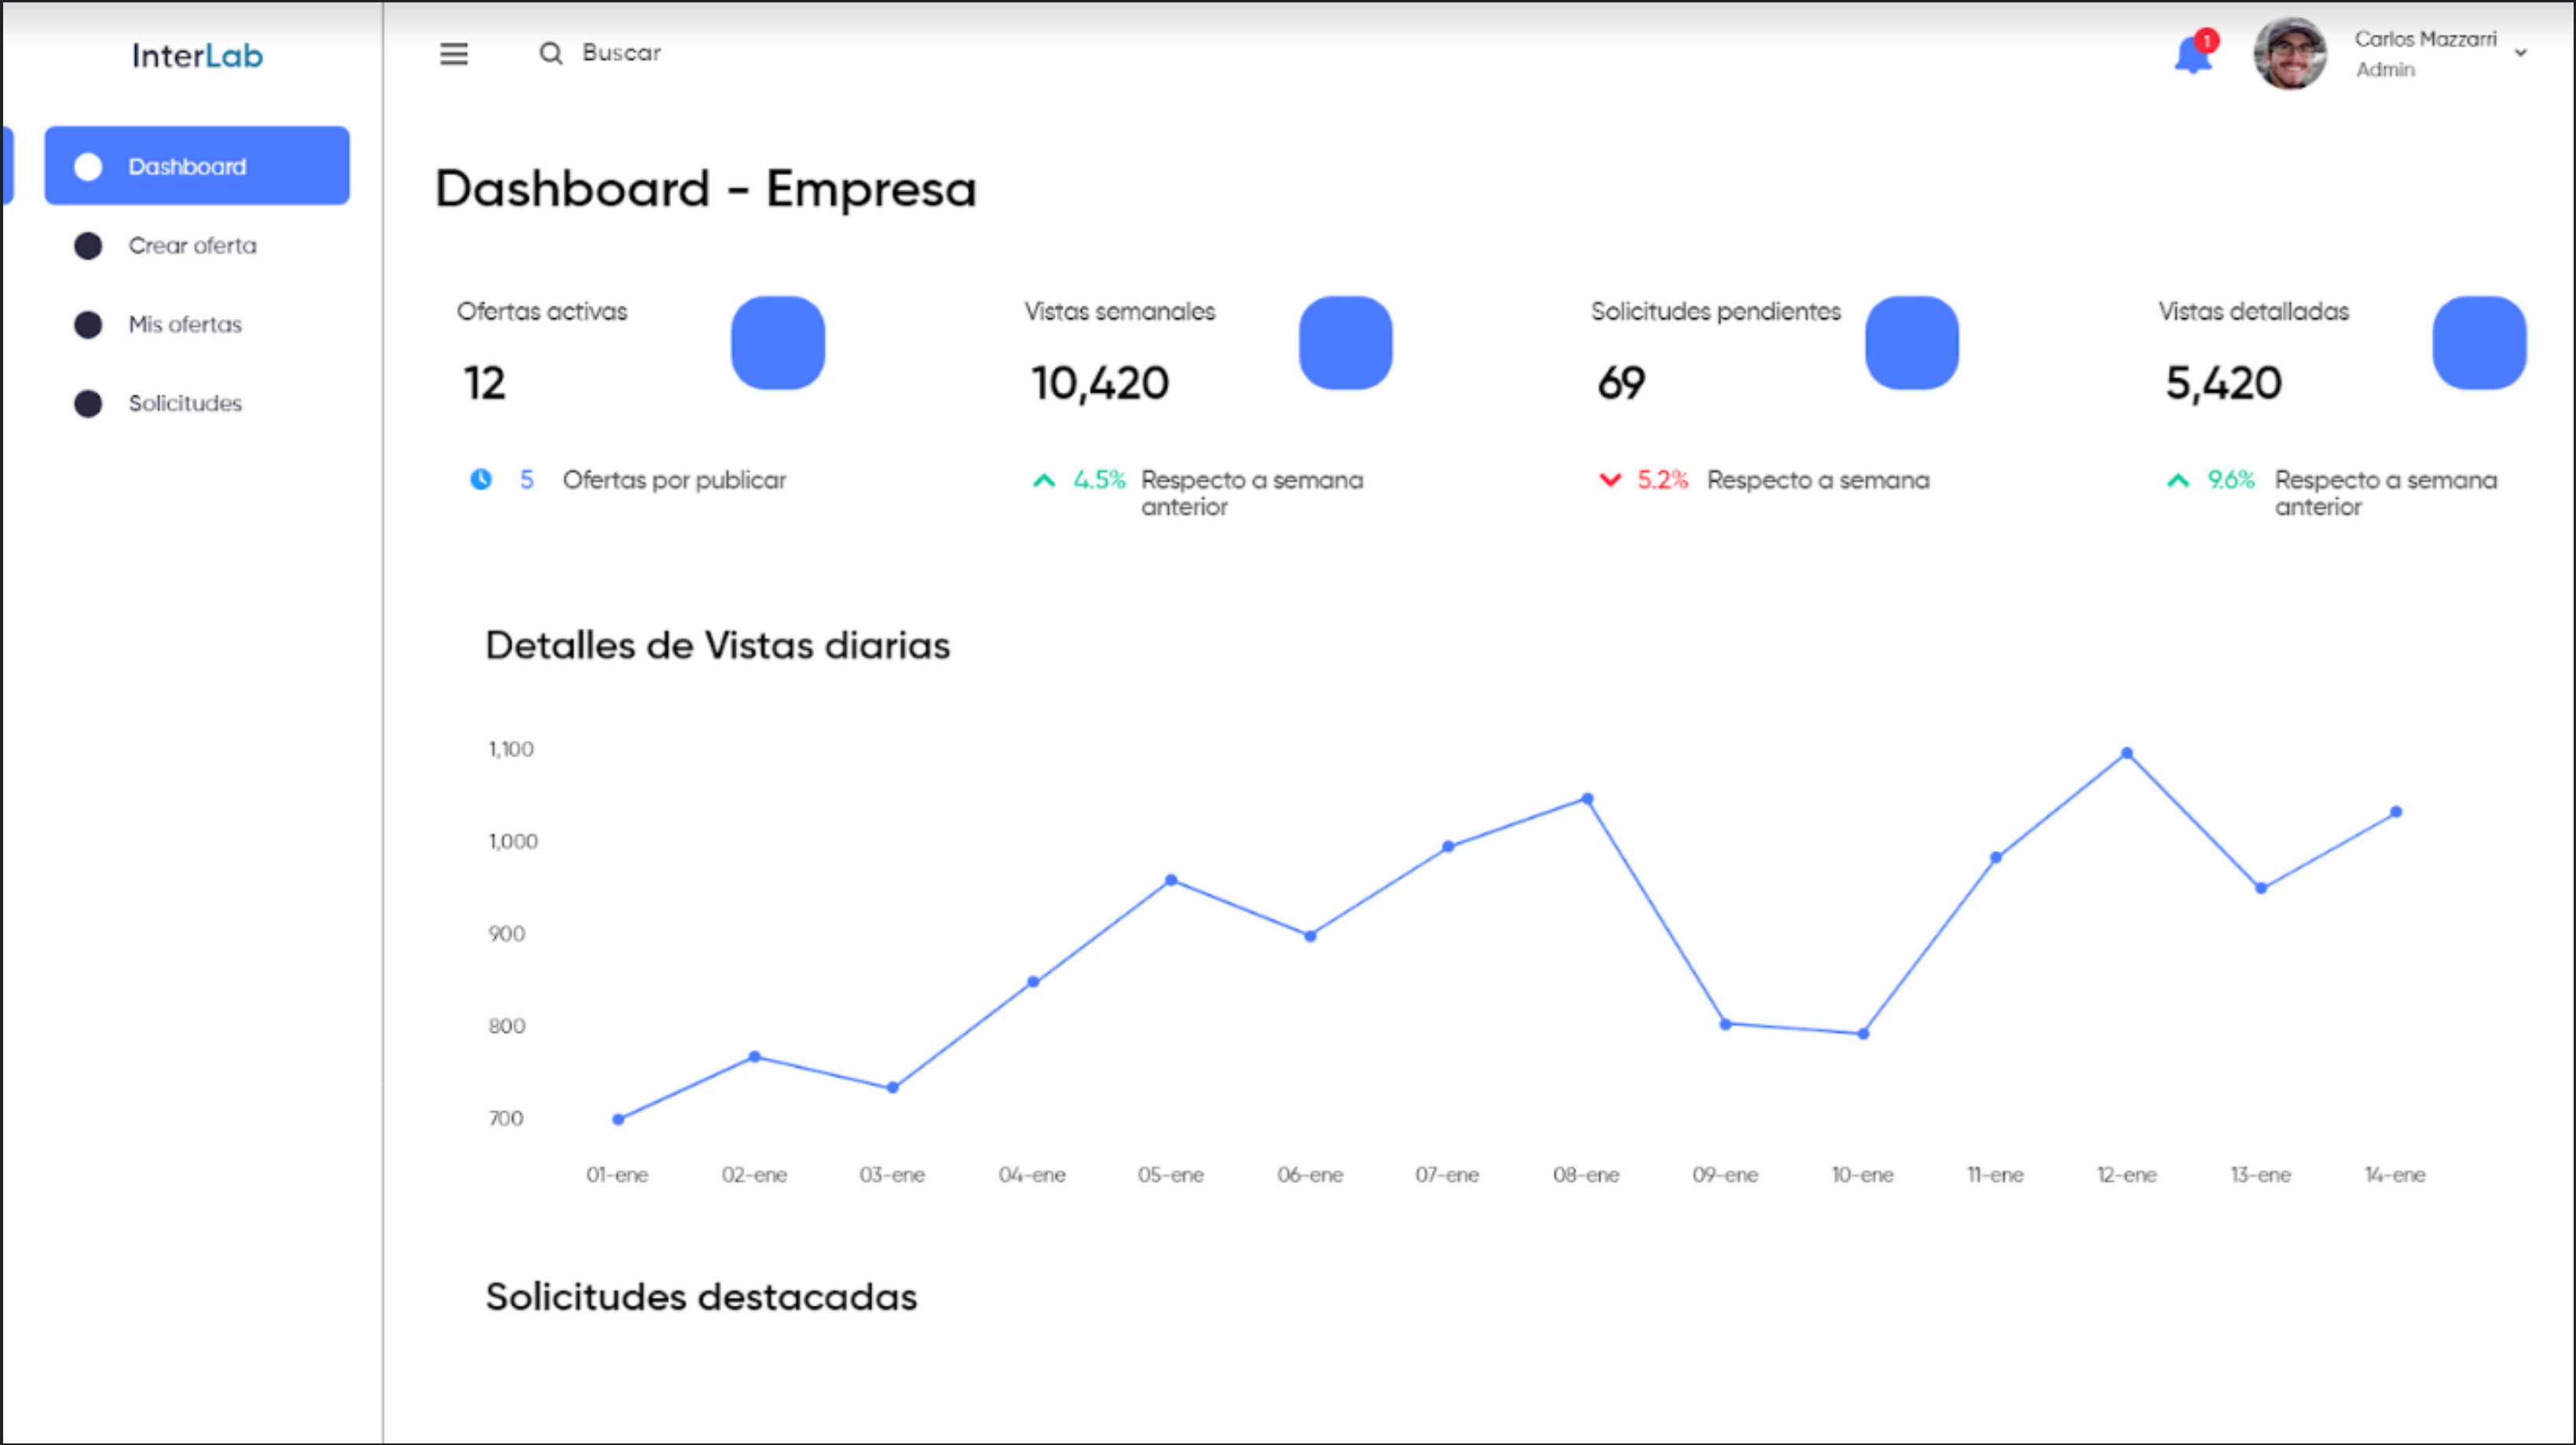 InterLab
Buscar
1
Carlos Mazzarri
Admin
Dashboard
Crear oferta
Mis ofertas
Solicitudes
Dashboard - Empresa
Ofertas activas
12
5 Ofertas por publicar
Vistas semanales
10,420
4.5% Respecto a semana
anterior
Solicitudes pendientes
69
5.2% Respecto a semana
Vistas detalladas
5,420
9.6% Respecto a semana
anterior
Detalles de Vistas diarias
1,100
1,000
900
800
700
01-ene 02-ene 03-ene 04-ene 05-ene 06-ene 07-ene 08-ene 09-ene 10-ene 11-ene 12-ene 13-ene 14-ene
Solicitudes destacadas